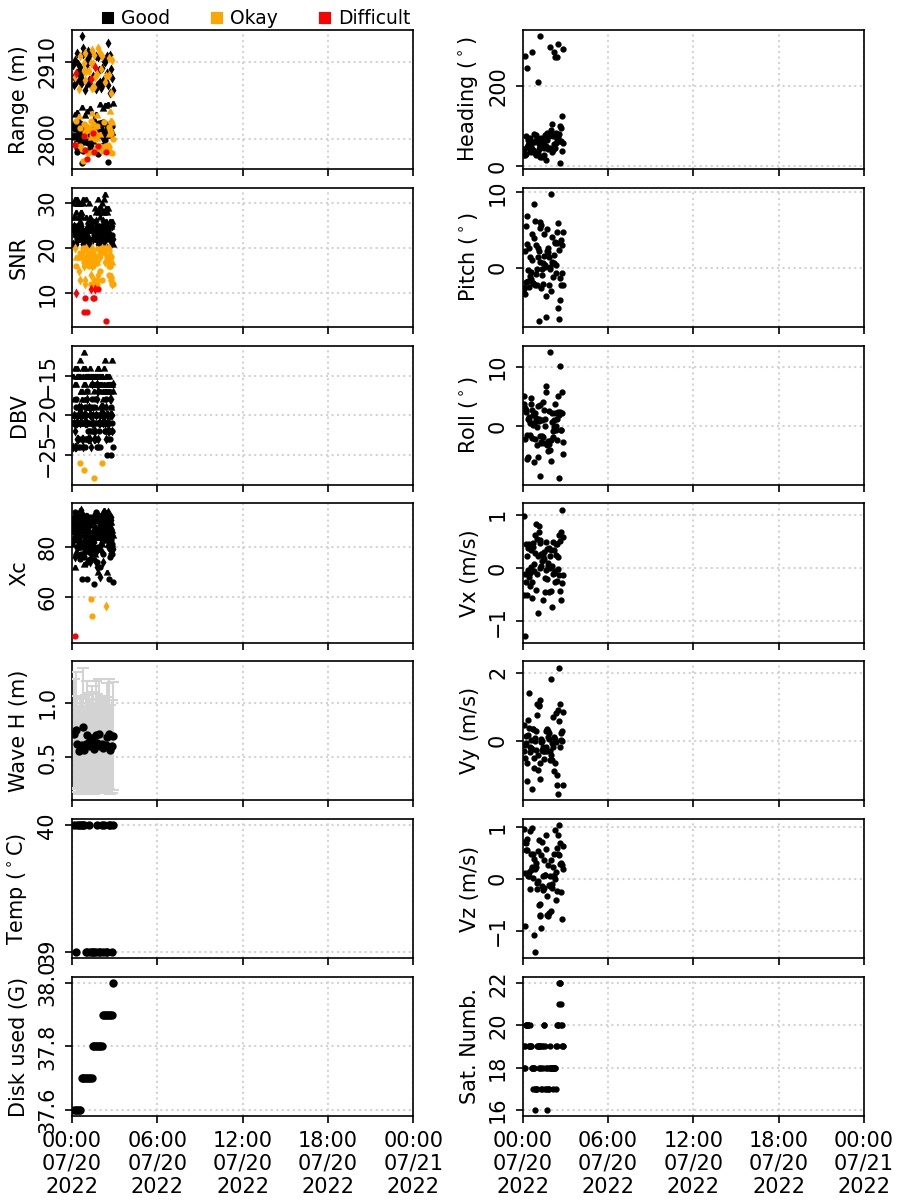 Good Okay Difficult
Range (m)
2910
2800
SNR
30
20
10
DBV
−15
−20
−25
Xc
80
60
Wave H (m)
1.0
0.5
Temp (°C)
40
39
Disk used (G)
38.0
37.8
37.6
00:00 06:00 12:00 18:00 00:00
07/20 07/20 07/20 07/20 07/21
2022 2022 2022 2022 2022
Heading (°)
200
0
Pitch (°)
10
0
Roll (°)
10
0
Vx (m/s)
1
0
−1
Vy (m/s)
2
0
Vz (m/s)
1
0
−1
Sat. Numb.
22
20
18
16
00:00 06:00 12:00 18:00 00:00
07/20 07/20 07/20 07/20 07/21
2022 2022 2022 2022 2022